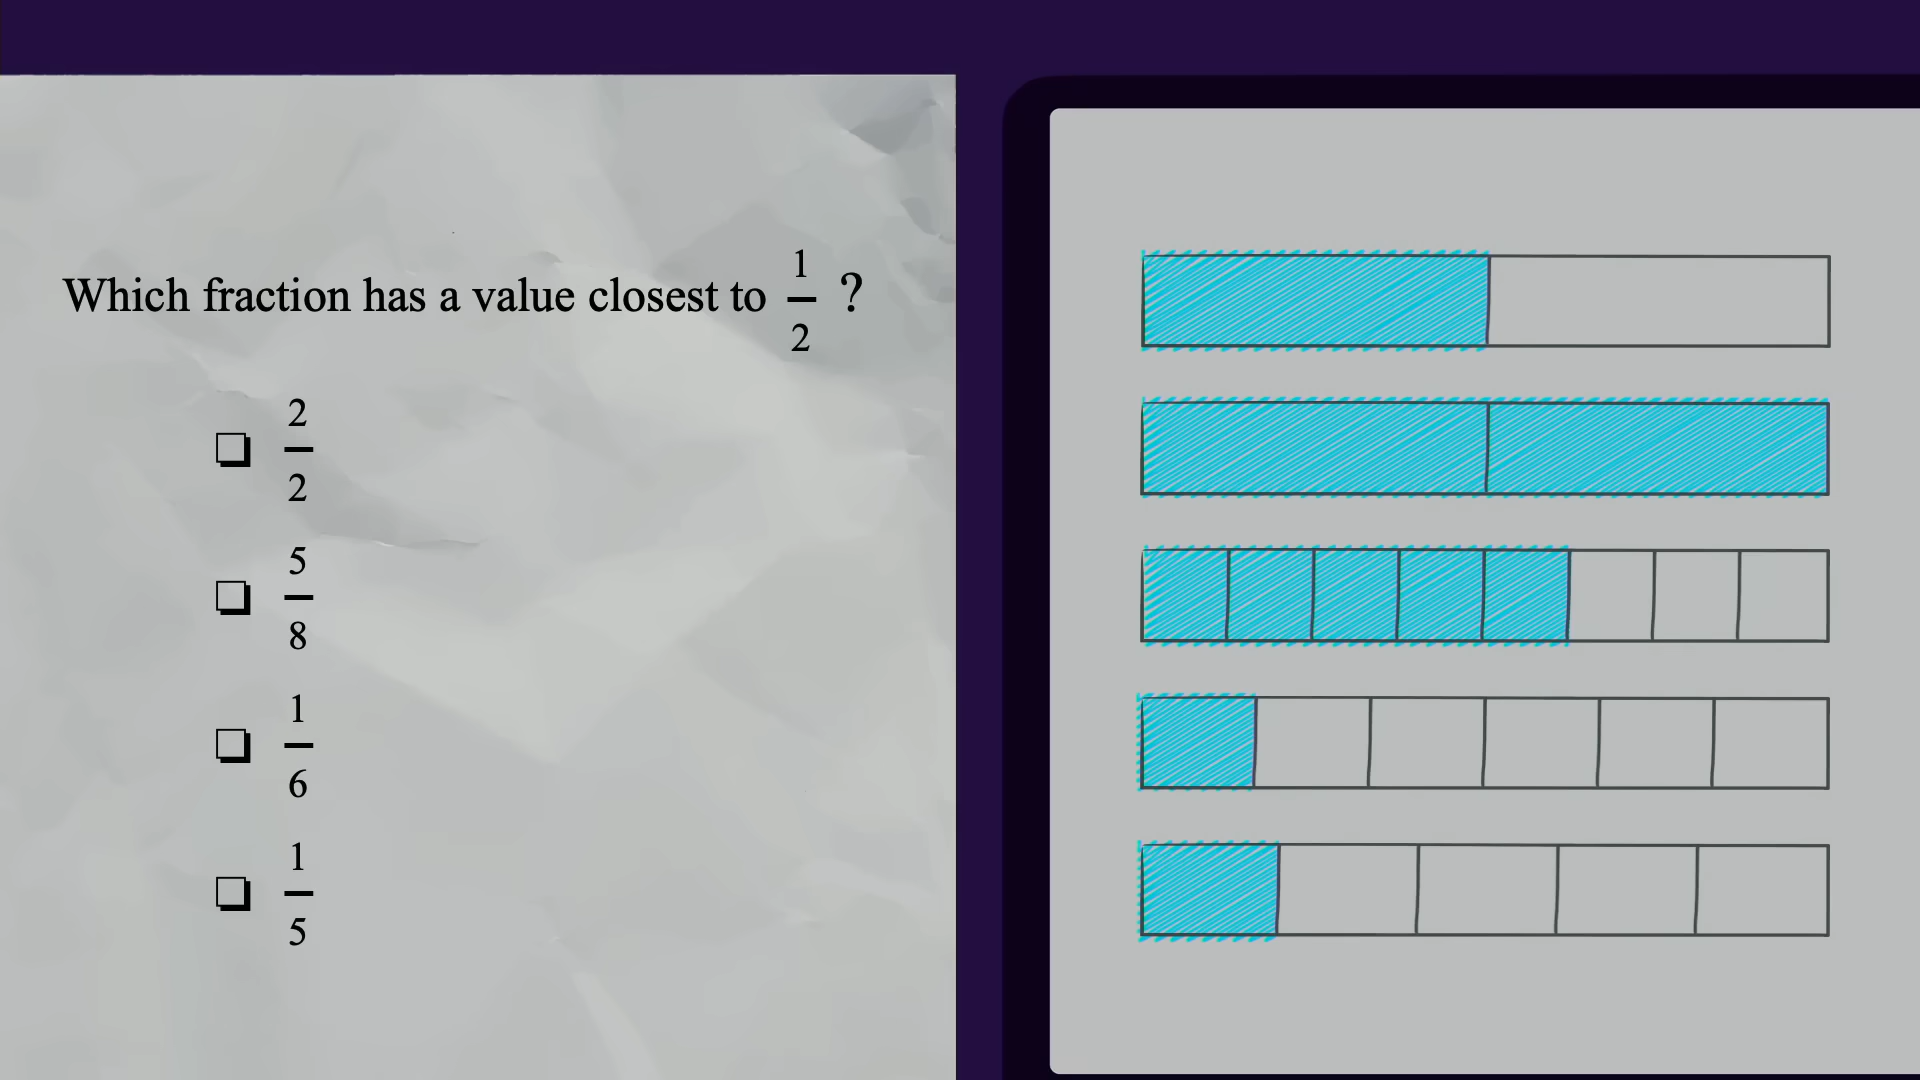 Which fraction has a value closest to 1/2 ?
❏ 2/2
❏ 5/8
❏ 1/6
❏ 1/5